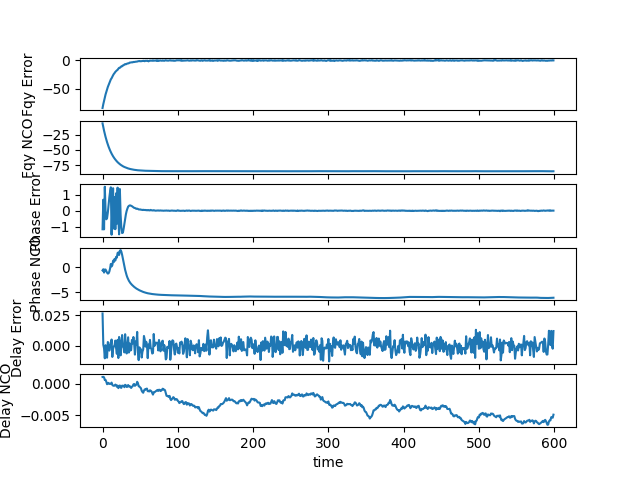 Fqy Error
0
−50
Fqy NCO
−25
−50
−75
Phase Error
1
0
−1
Phase NCO
0
−5
Delay Error
0.025
0.000
Delay NCO
0.000
−0.005
0 100 200 300 400 500 600
time